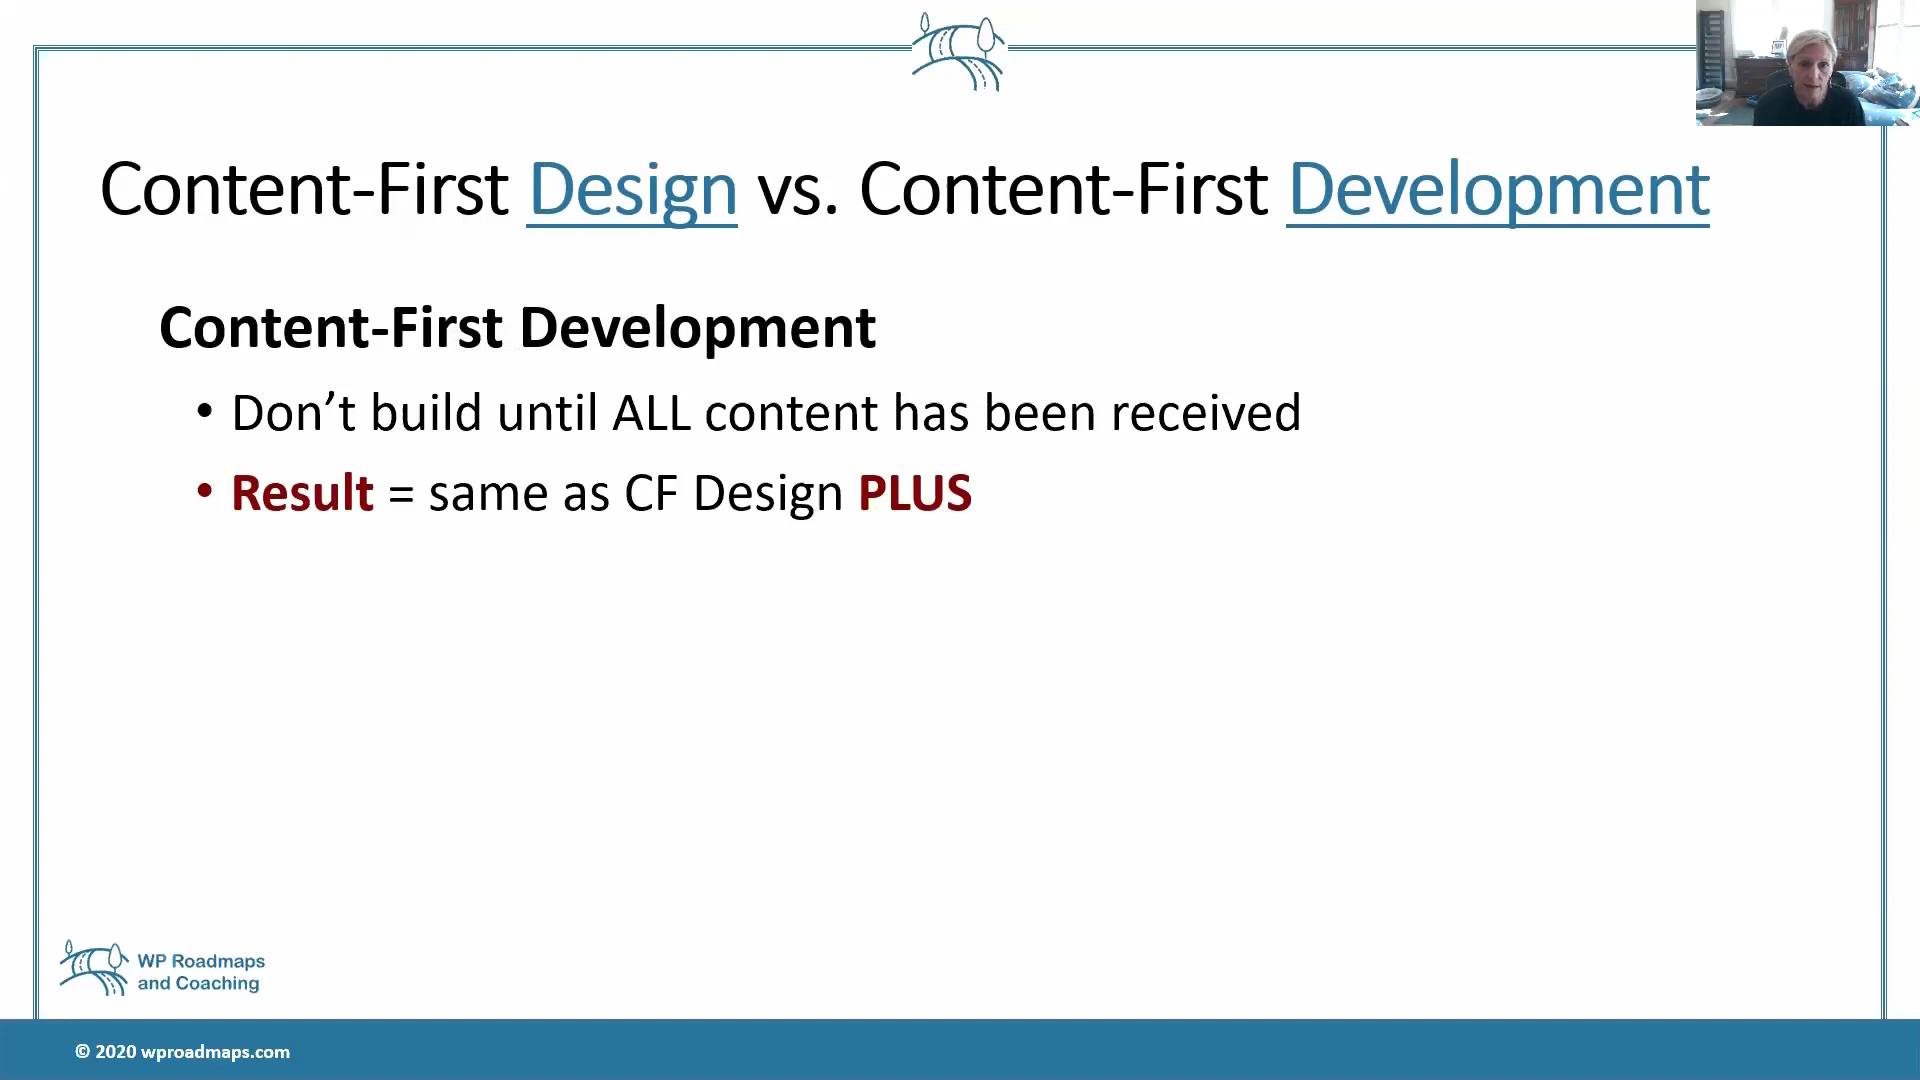 Content-First Design vs. Content-First Development
Content-First Development
• Don’t build until ALL content has been received
• Result = same as CF Design PLUS
WP Roadmaps
and Coaching
© 2020 wproadmaps.com